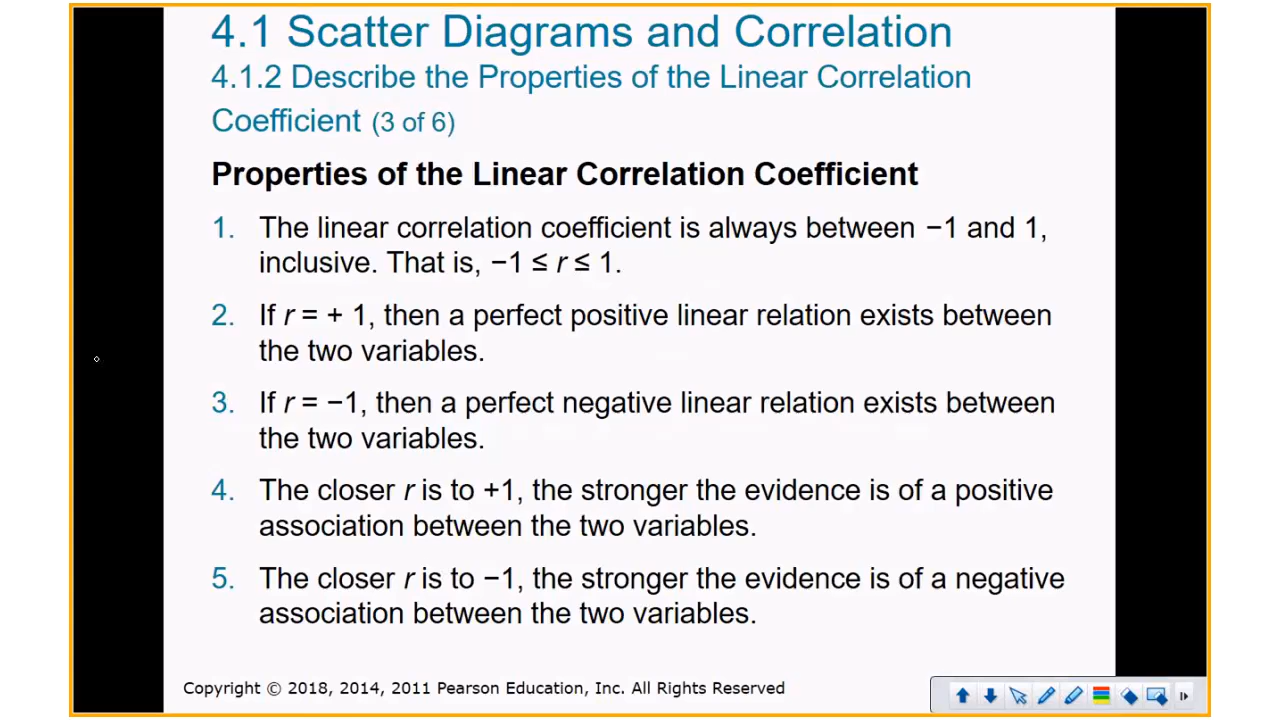 4.1 Scatter Diagrams and Correlation
4.1.2 Describe the Properties of the Linear Correlation
Coefficient (3 of 6)
Properties of the Linear Correlation Coefficient
1. The linear correlation coefficient is always between −1 and 1,
inclusive. That is, −1 ≤ r ≤ 1.
2. If r = + 1, then a perfect positive linear relation exists between
the two variables.
3. If r = −1, then a perfect negative linear relation exists between
the two variables.
4. The closer r is to +1, the stronger the evidence is of a positive
association between the two variables.
5. The closer r is to −1, the stronger the evidence is of a negative
association between the two variables.
Copyright © 2018, 2014, 2011 Pearson Education, Inc. All Rights Reserved